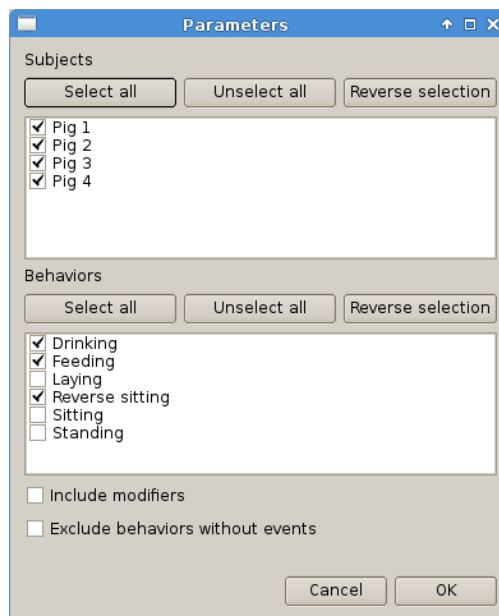 Parameters
Subjects
Select all Unselect all Reverse selection
Pig 1
Pig 2
Pig 3
Pig 4
Behaviors
Select all Unselect all Reverse selection
Drinking
Feeding
Laying
Reverse sitting
Sitting
Standing
Include modifiers
Exclude behaviors without events
Cancel OK